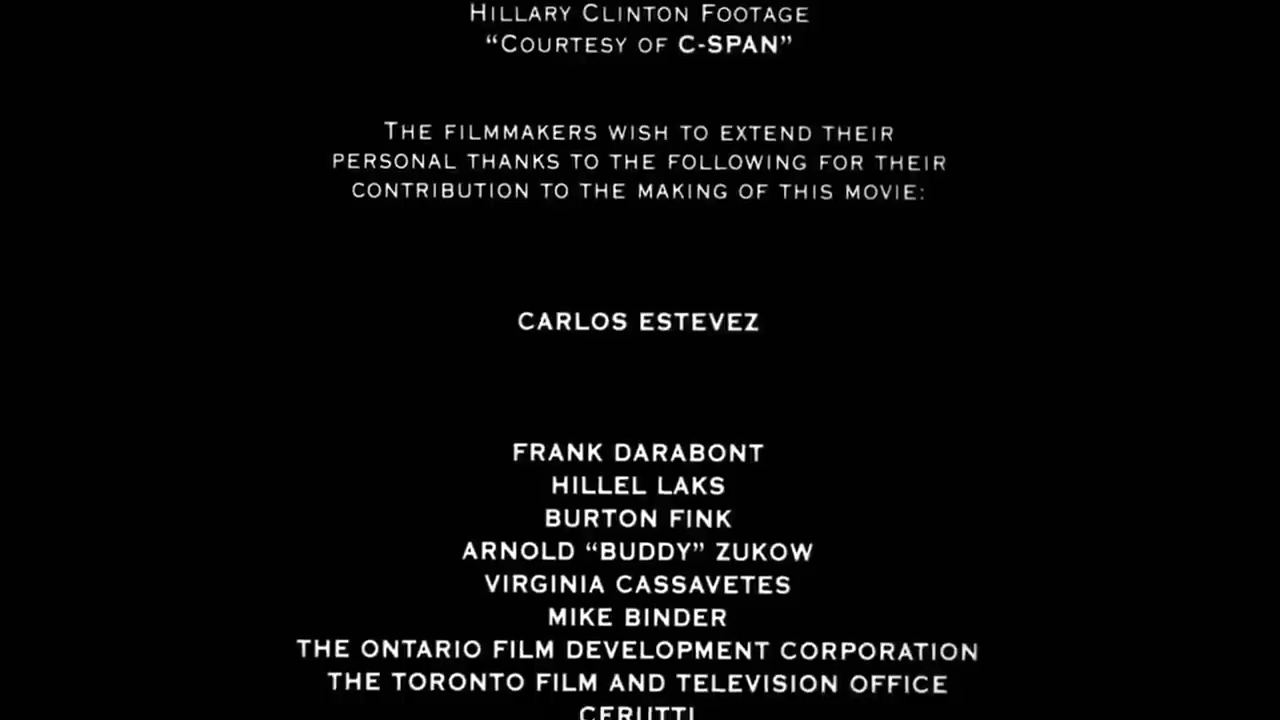 HILLARY CLINTON FOOTAGE
“COURTESY OF C-SPAN”
THE FILMMAKERS WISH TO EXTEND THEIR
PERSONAL THANKS TO THE FOLLOWING FOR THEIR
CONTRIBUTION TO THE MAKING OF THIS MOVIE:
CARLOS ESTEVEZ
FRANK DARABONT
HILLEL LAKS
BURTON FINK
ARNOLD “BUDDY” ZUKOW
VIRGINIA CASSAVETES
MIKE BINDER
THE ONTARIO FILM DEVELOPMENT CORPORATION
THE TORONTO FILM AND TELEVISION OFFICE
CERUTTI